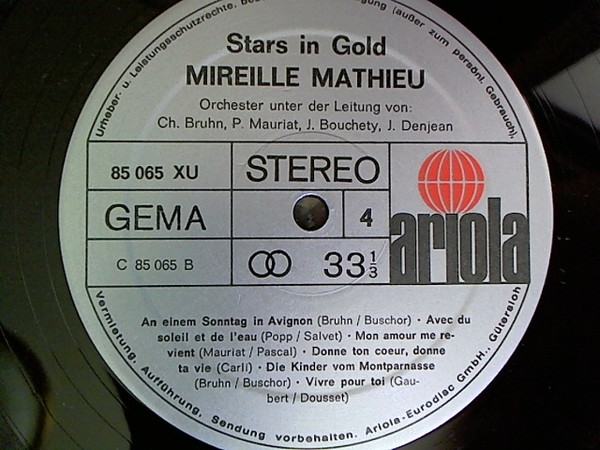 Urheber- u. Leistungsschutzrechte, (außer zum persönl. Gebrauch),
Stars in Gold
MIREILLE MATHIEU
Orchester unter der Leitung von:
Ch. Bruhn, P. Mauriat, J. Bouchety, J. Denjean
85 065 XU
STEREO
GEMA
4
ariola
C 85 065 B
33 1/3
An einem Sonntag in Avignon (Bruhn / Buschor) · Avec du
soleil et de l'eau (Popp / Salvet) · Mon amour me re-
vient (Mauriat / Pascal) · Donne ton coeur, donne
ta vie (Carli) · Die Kinder vom Montparnasse
(Bruhn / Buschor) · Vivre pour toi (Gau-
bert / Dousset)
Vermietung, Aufführung, Sendung vorbehalten. Ariola-Eurodisc GmbH., Gütersloh